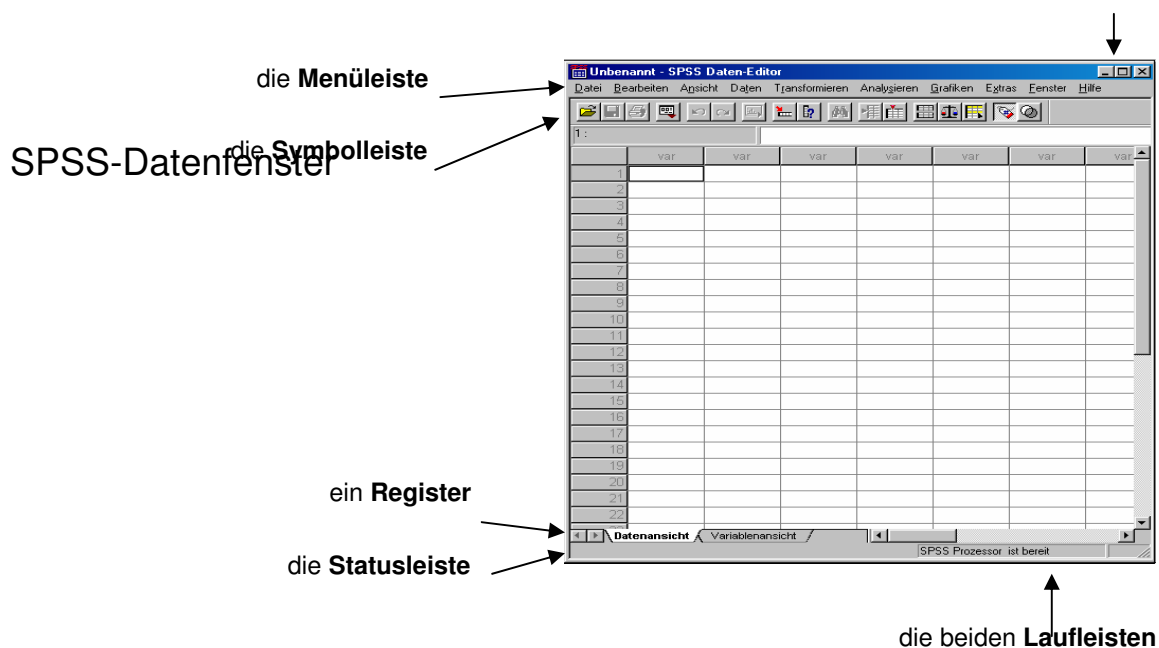 die Menüleiste
Unbenannt - SPSS Daten-Editor
Datei Bearbeiten Ansicht Daten Transformieren Analysieren Grafiken Extras Fenster Hilfe
die Symbolleiste
SPSS-Datenfenster
1 :
var var var var var var var
1
2
3
4
5
6
7
8
9
10
11
12
13
14
15
16
17
18
19
20
21
22
ein Register
Datenansicht Variablenansicht
die Statusleiste
SPSS Prozessor ist bereit
die beiden Laufleisten